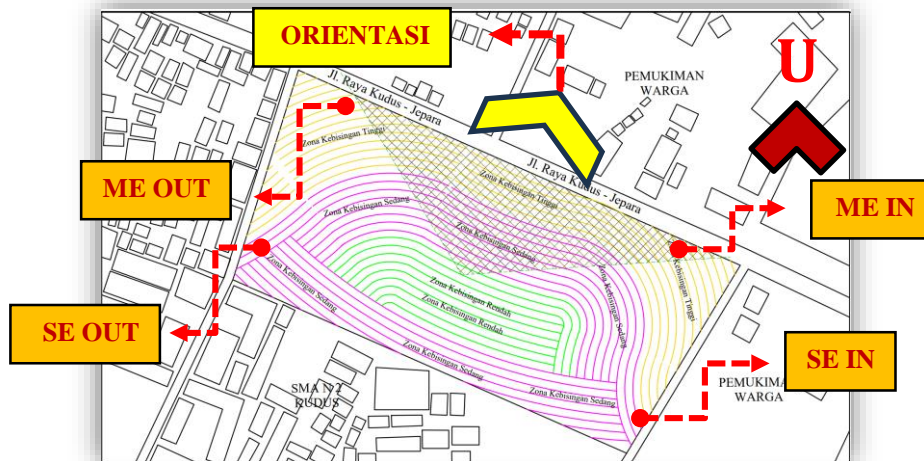 ORIENTASI
U
Jl. Raya Kudus - Jepara
PEMUKIMAN
WARGA
Zona Kebisingan Tinggi
ME OUT
Jl. Raya Kudus - Jepara
Zona Kebisingan Tinggi
ME IN
Zona Kebisingan Sedang
Zona Kebisingan Sedang
Zona Kebisingan Tinggi
Zona Kebisingan Sedang
Zona Kebisingan Sedang
Zona Kebisingan Rendah
Zona Kebisingan Rendah
SE OUT
SE IN
Zona Kebisingan Sedang
Zona Kebisingan Sedang
SMA N 2
KUDUS
PEMUKIMAN
WARGA